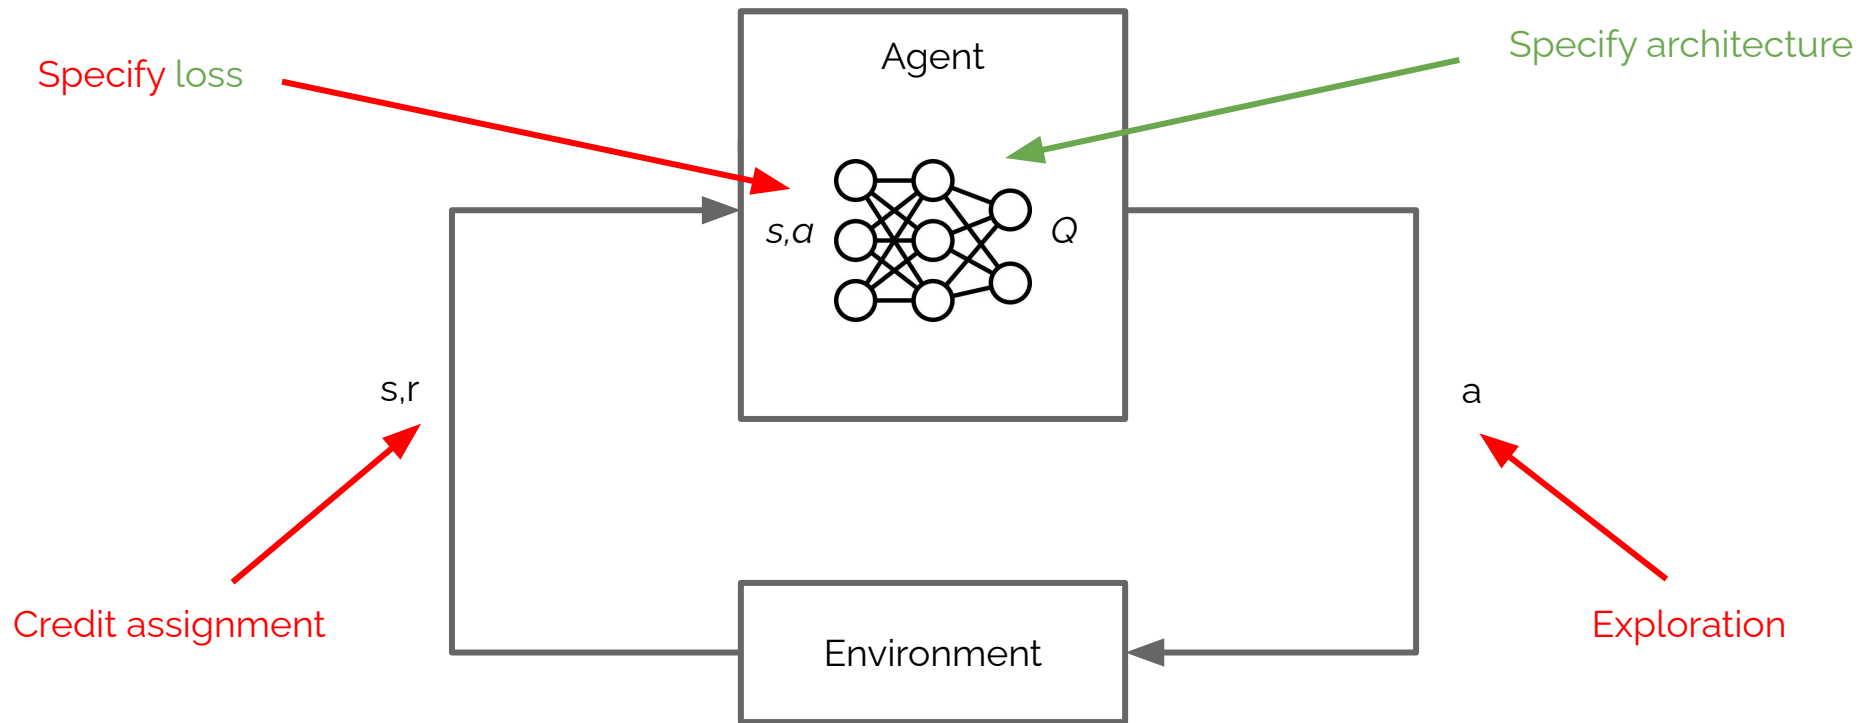 Agent
Specify architecture
Specify loss
s,a
Q
s,r
a
Credit assignment
Exploration
Environment